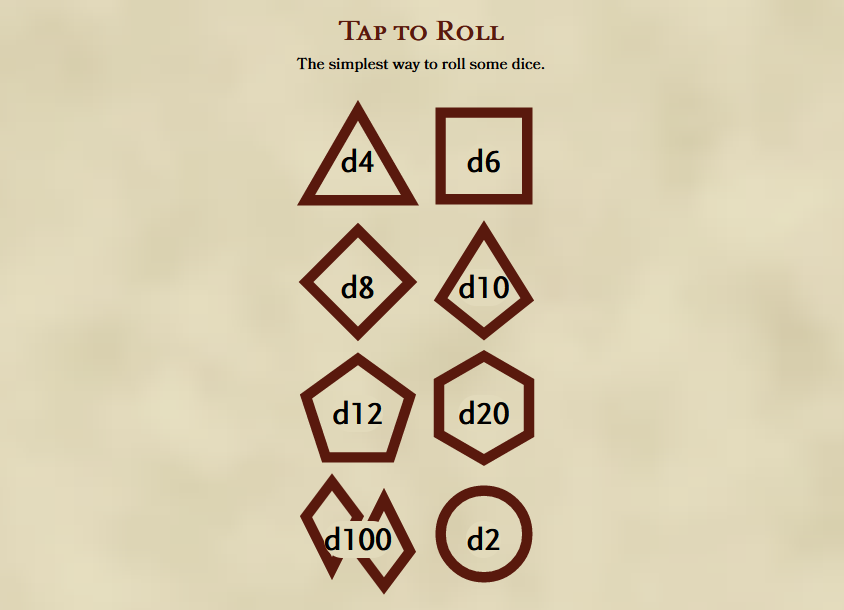 Tap to Roll
The simplest way to roll some dice.
d4 d6
d8 d10
d12 d20
d100 d2